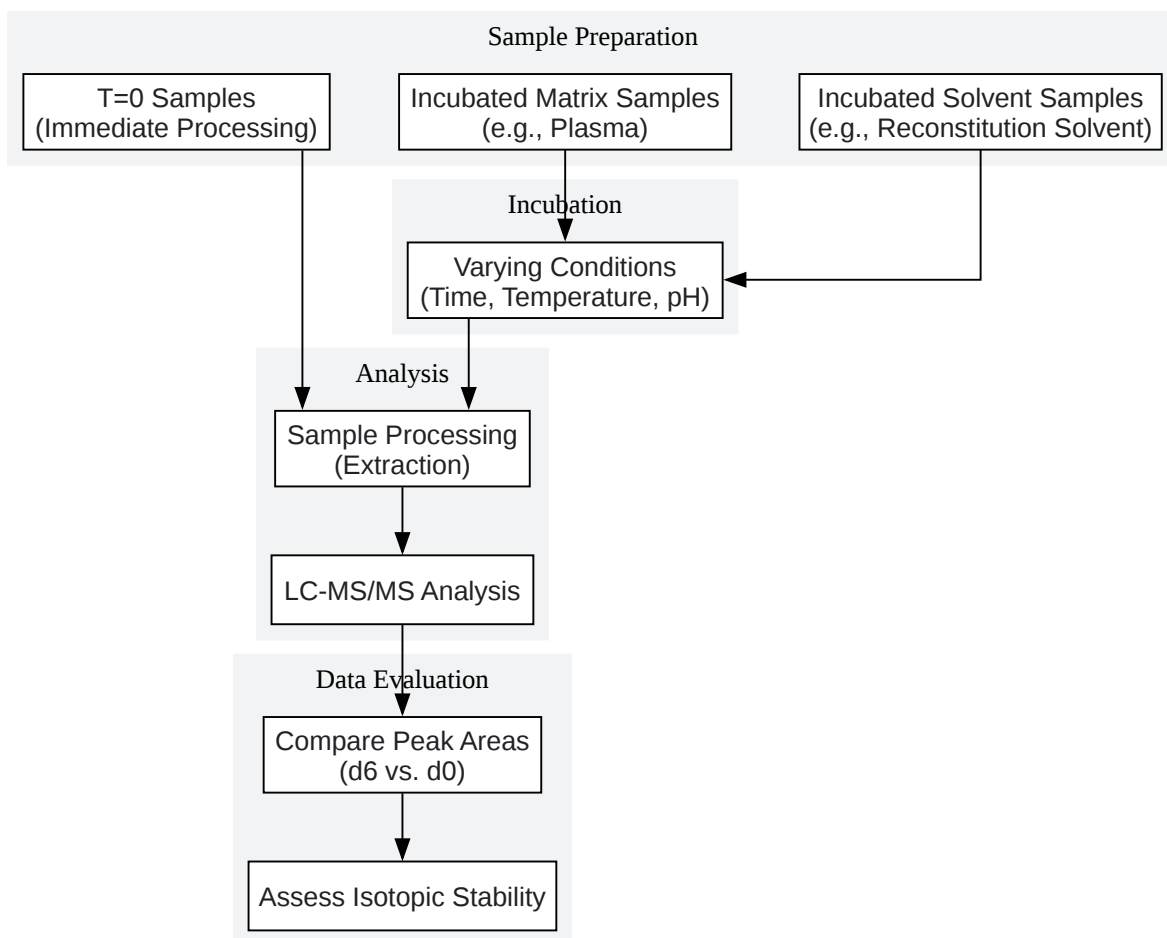 Sample Preparation
T=0 Samples
(Immediate Processing)
Incubated Matrix Samples
(e.g., Plasma)
Incubated Solvent Samples
(e.g., Reconstitution Solvent)
Incubation
Varying Conditions
(Time, Temperature, pH)
Analysis
Sample Processing
(Extraction)
LC-MS/MS Analysis
Data Evaluation
Compare Peak Areas
(d6 vs. d0)
Assess Isotopic Stability